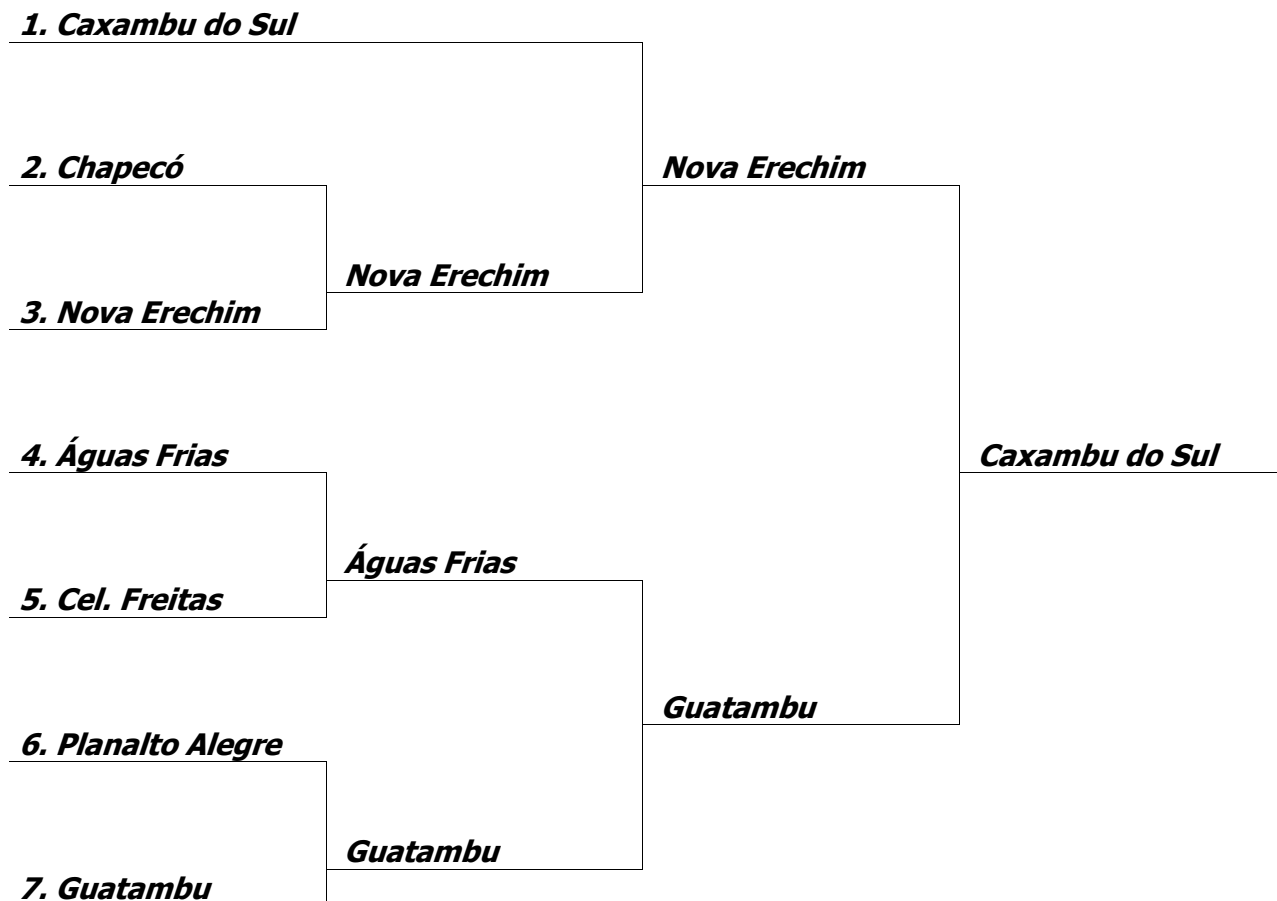 1. Caxambu do Sul
2. Chapecó
Nova Erechim
Nova Erechim
3. Nova Erechim
4. Águas Frias
Caxambu do Sul
Águas Frias
5. Cel. Freitas
Guatambu
6. Planalto Alegre
Guatambu
7. Guatambu